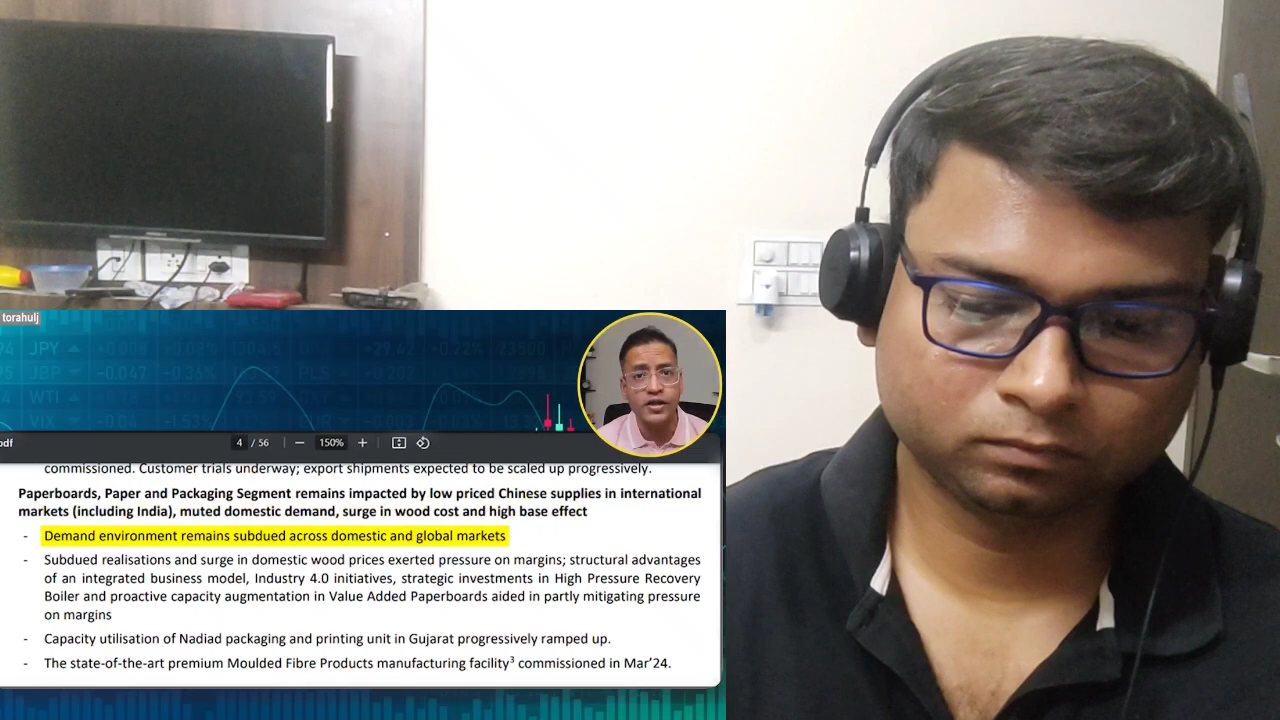 torahulj
JPY
WTI
VIX
pdf
4 / 56
150%
commissioned. Customer trials underway; export shipments expected to be scaled up progressively.
Paperboards, Paper and Packaging Segment remains impacted by low priced Chinese supplies in international
markets (including India), muted domestic demand, surge in wood cost and high base effect
- Demand environment remains subdued across domestic and global markets
- Subdued realisations and surge in domestic wood prices exerted pressure on margins; structural advantages
of an integrated business model, Industry 4.0 initiatives, strategic investments in High Pressure Recovery
Boiler and proactive capacity augmentation in Value Added Paperboards aided in partly mitigating pressure
on margins
- Capacity utilisation of Nadiad packaging and printing unit in Gujarat progressively ramped up.
- The state-of-the-art premium Moulded Fibre Products manufacturing facility³ commissioned in Mar’24.